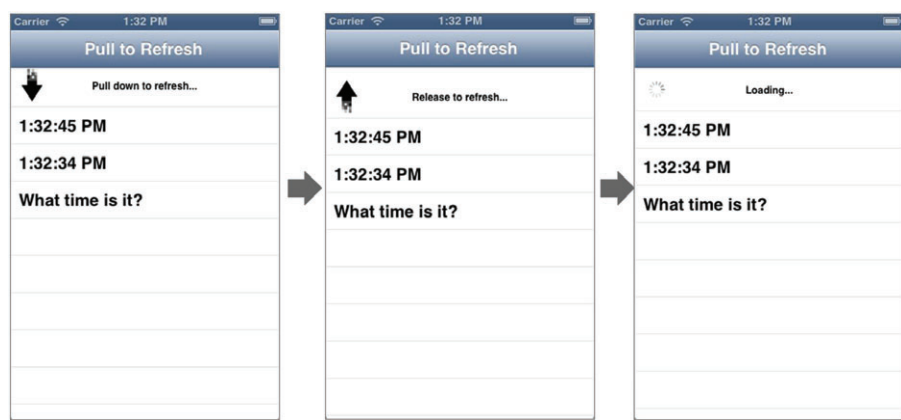 Carrier 1:32 PM
Pull to Refresh
Pull down to refresh...
1:32:45 PM
1:32:34 PM
What time is it?
Carrier 1:32 PM
Pull to Refresh
Release to refresh...
1:32:45 PM
1:32:34 PM
What time is it?
Carrier 1:32 PM
Pull to Refresh
Loading...
1:32:45 PM
1:32:34 PM
What time is it?